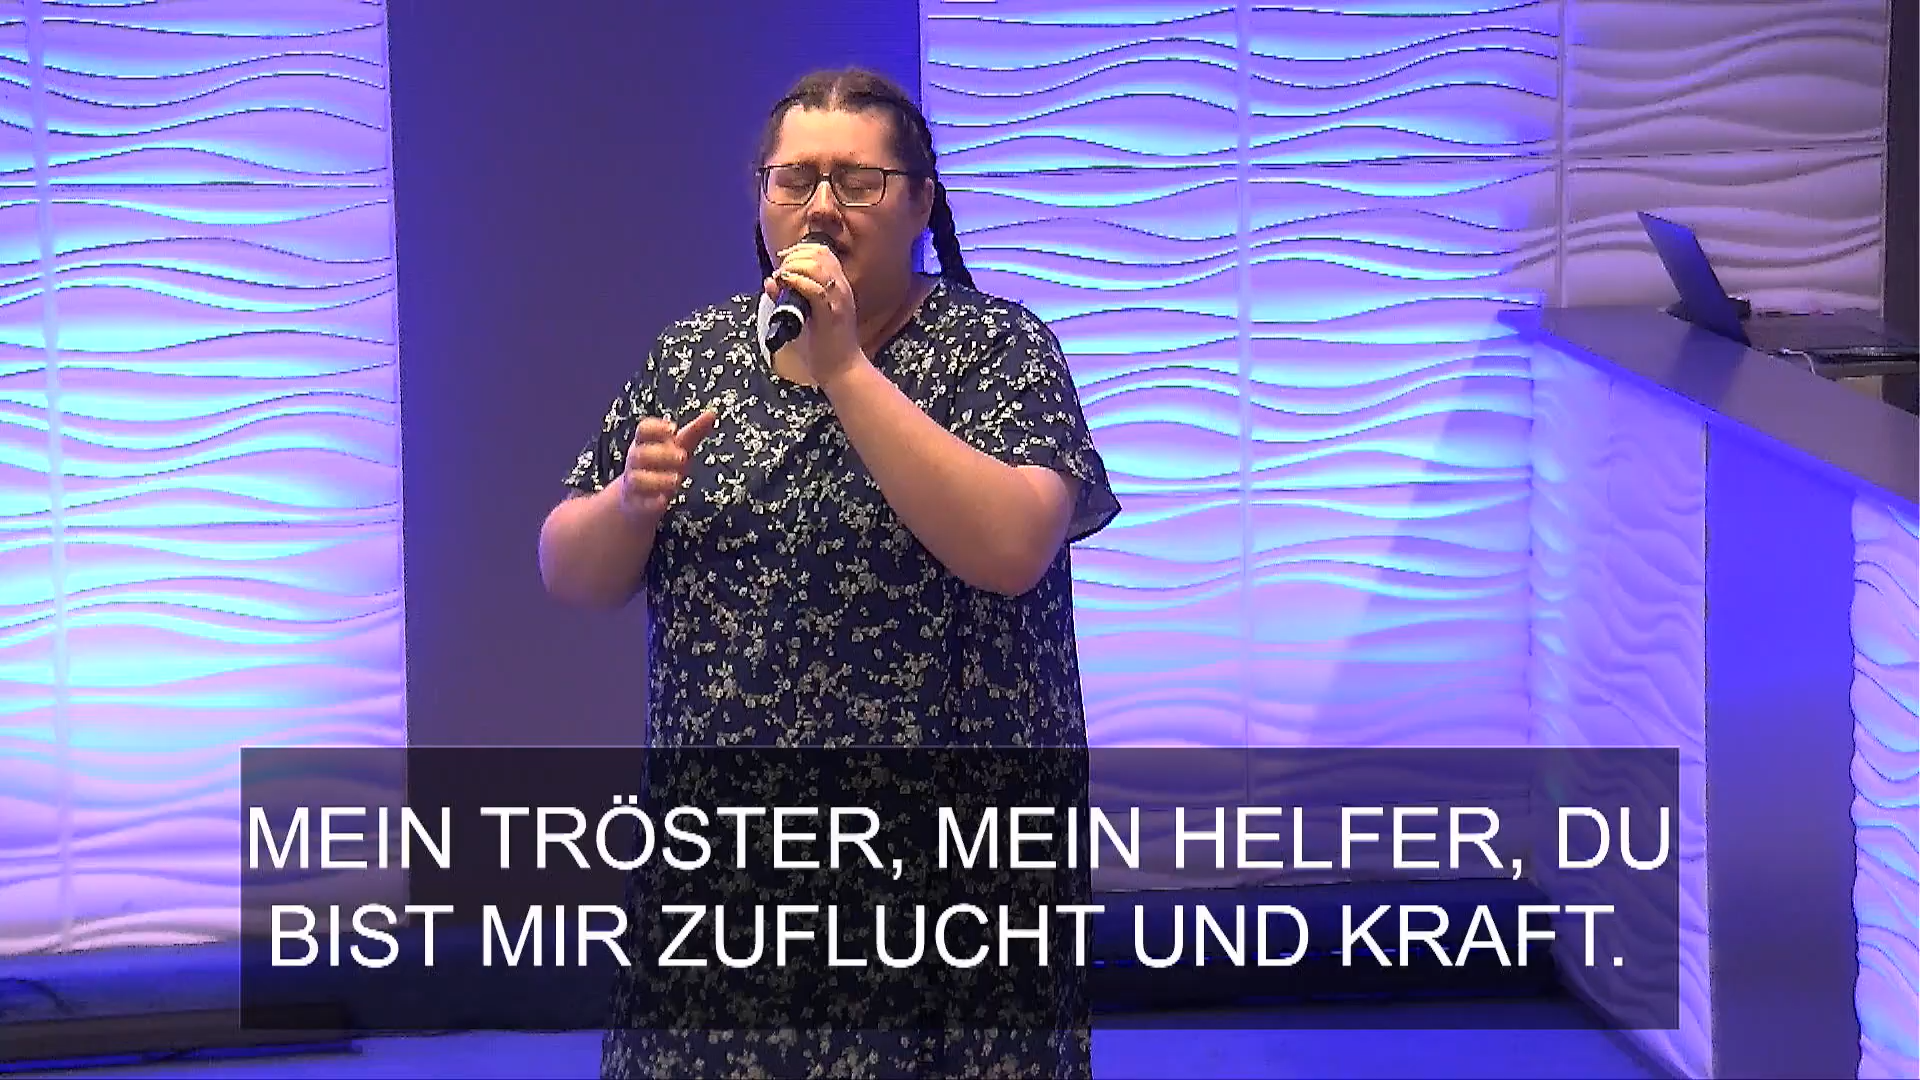 MEIN TRÖSTER, MEIN HELFER, DU
BIST MIR ZUFLUCHT UND KRAFT.